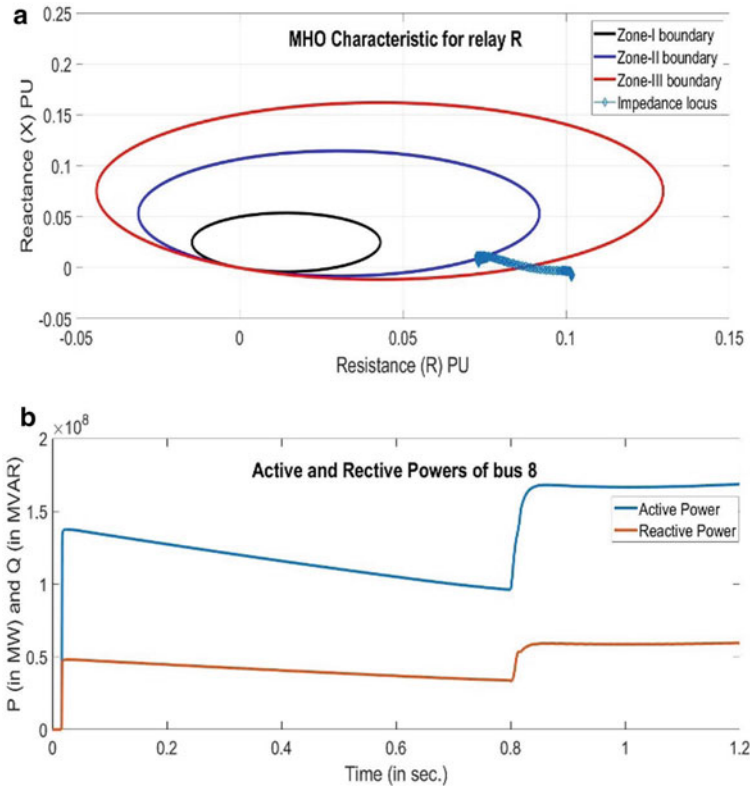 a
MHO Characteristic for relay R
Zone-I boundary
Zone-II boundary
Zone-III boundary
Impedance locus
Reactance (X) PU
0.25
0.2
0.15
0.1
0.05
0
-0.05
-0.05
0
0.05
0.1
0.15
Resistance (R) PU
b
×10⁸
Active and Rective Powers of bus 8
Active Power
Reactive Power
P (in MW) and Q (in MVAR)
2
1.5
1
0.5
0
0
0.2
0.4
0.6
0.8
1
1.2
Time (in sec.)